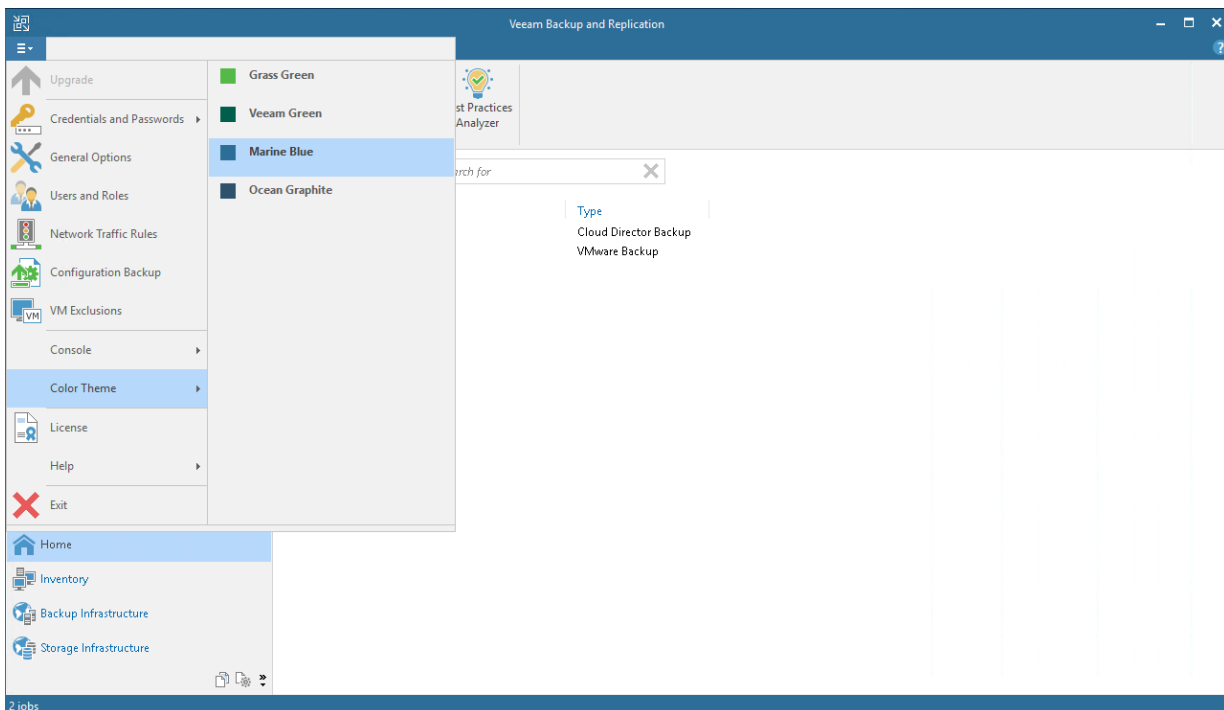 Veeam Backup and Replication
Upgrade
Credentials and Passwords
General Options
Users and Roles
Network Traffic Rules
Configuration Backup
VM
VM Exclusions
Console
Color Theme
License
Help
Exit
Grass Green
Veeam Green
Marine Blue
Ocean Graphite
st Practices
Analyzer
rch for
Type
Cloud Director Backup
VMware Backup
Home
Inventory
Backup Infrastructure
Storage Infrastructure
2 jobs